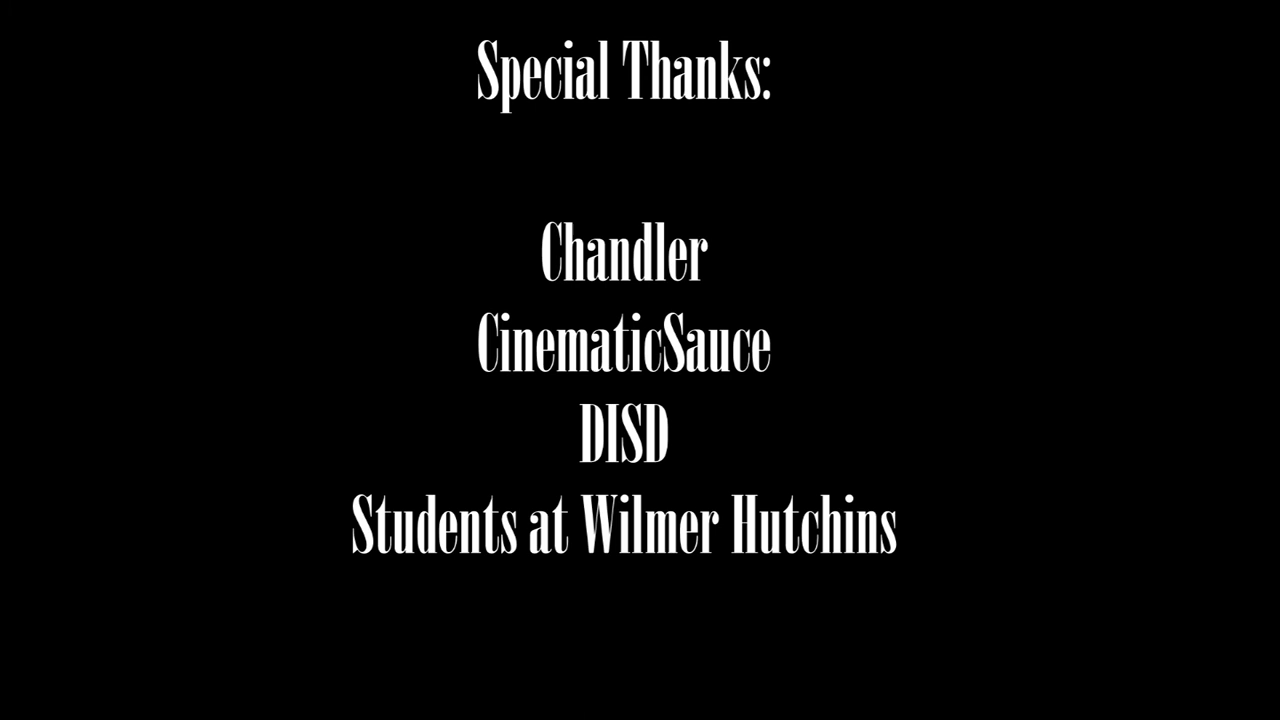 Special Thanks:
Chandler
CinematicSauce
DISD
Students at Wilmer Hutchins